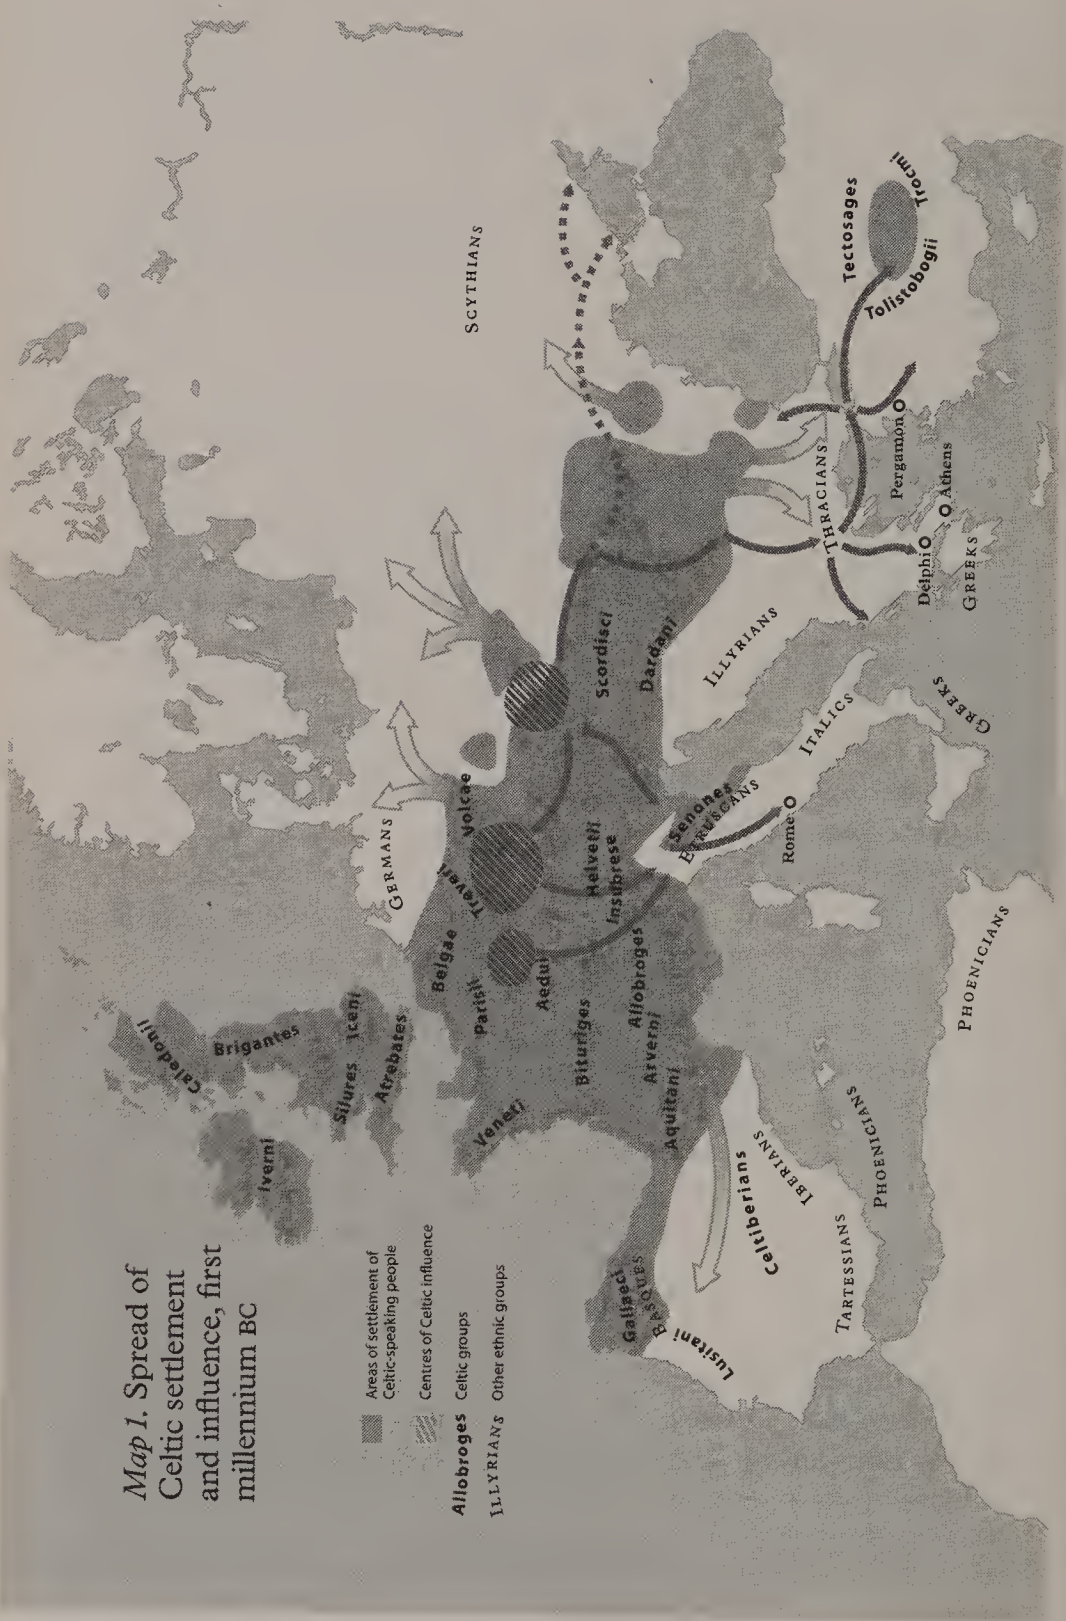 Map 1. Spread of
Celtic settlement
and influence, first
millennium BC
Areas of settlement of
Celtic-speaking people
Centres of Celtic influence
Allobroges Celtic groups
ILLYRIANS Other ethnic groups
Caledonii
Brigantes
Iverni
Iceni
Silures
Atrebates
SCYTHIANS
GERMANS
Volcae
Treveri
Belgae
Parisii
Veneti
Aedui
Bituriges
Helvetii
Insubrese
Allobroges
Arverni
Aquitani
Scordisci
Dardani
Senones
ETRUSCANS
ITALICS
Rome
ILLYRIANS
THRACIANS
Tectosages
Trocmi
Tolistobogii
Pergamon
Athens
Delphi
GREEKS
GREEKS
Gallaeci
BASQUES
Lusitani
Celtiberians
IBERIANS
TARTESSIANS
PHOENICIANS
PHOENICIANS